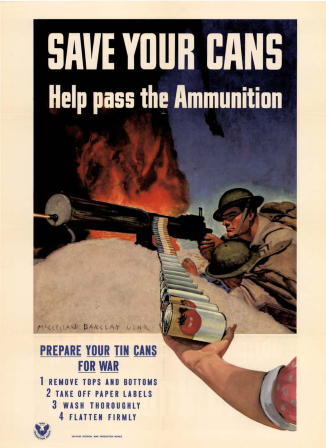 SAVE YOUR CANS
Help pass the Ammunition
McCLELLAND BARCLAY USNR
PREPARE YOUR TIN CANS
FOR WAR
1 REMOVE TOPS AND BOTTOMS
2 TAKE OFF PAPER LABELS
3 WASH THOROUGHLY
4 FLATTEN FIRMLY